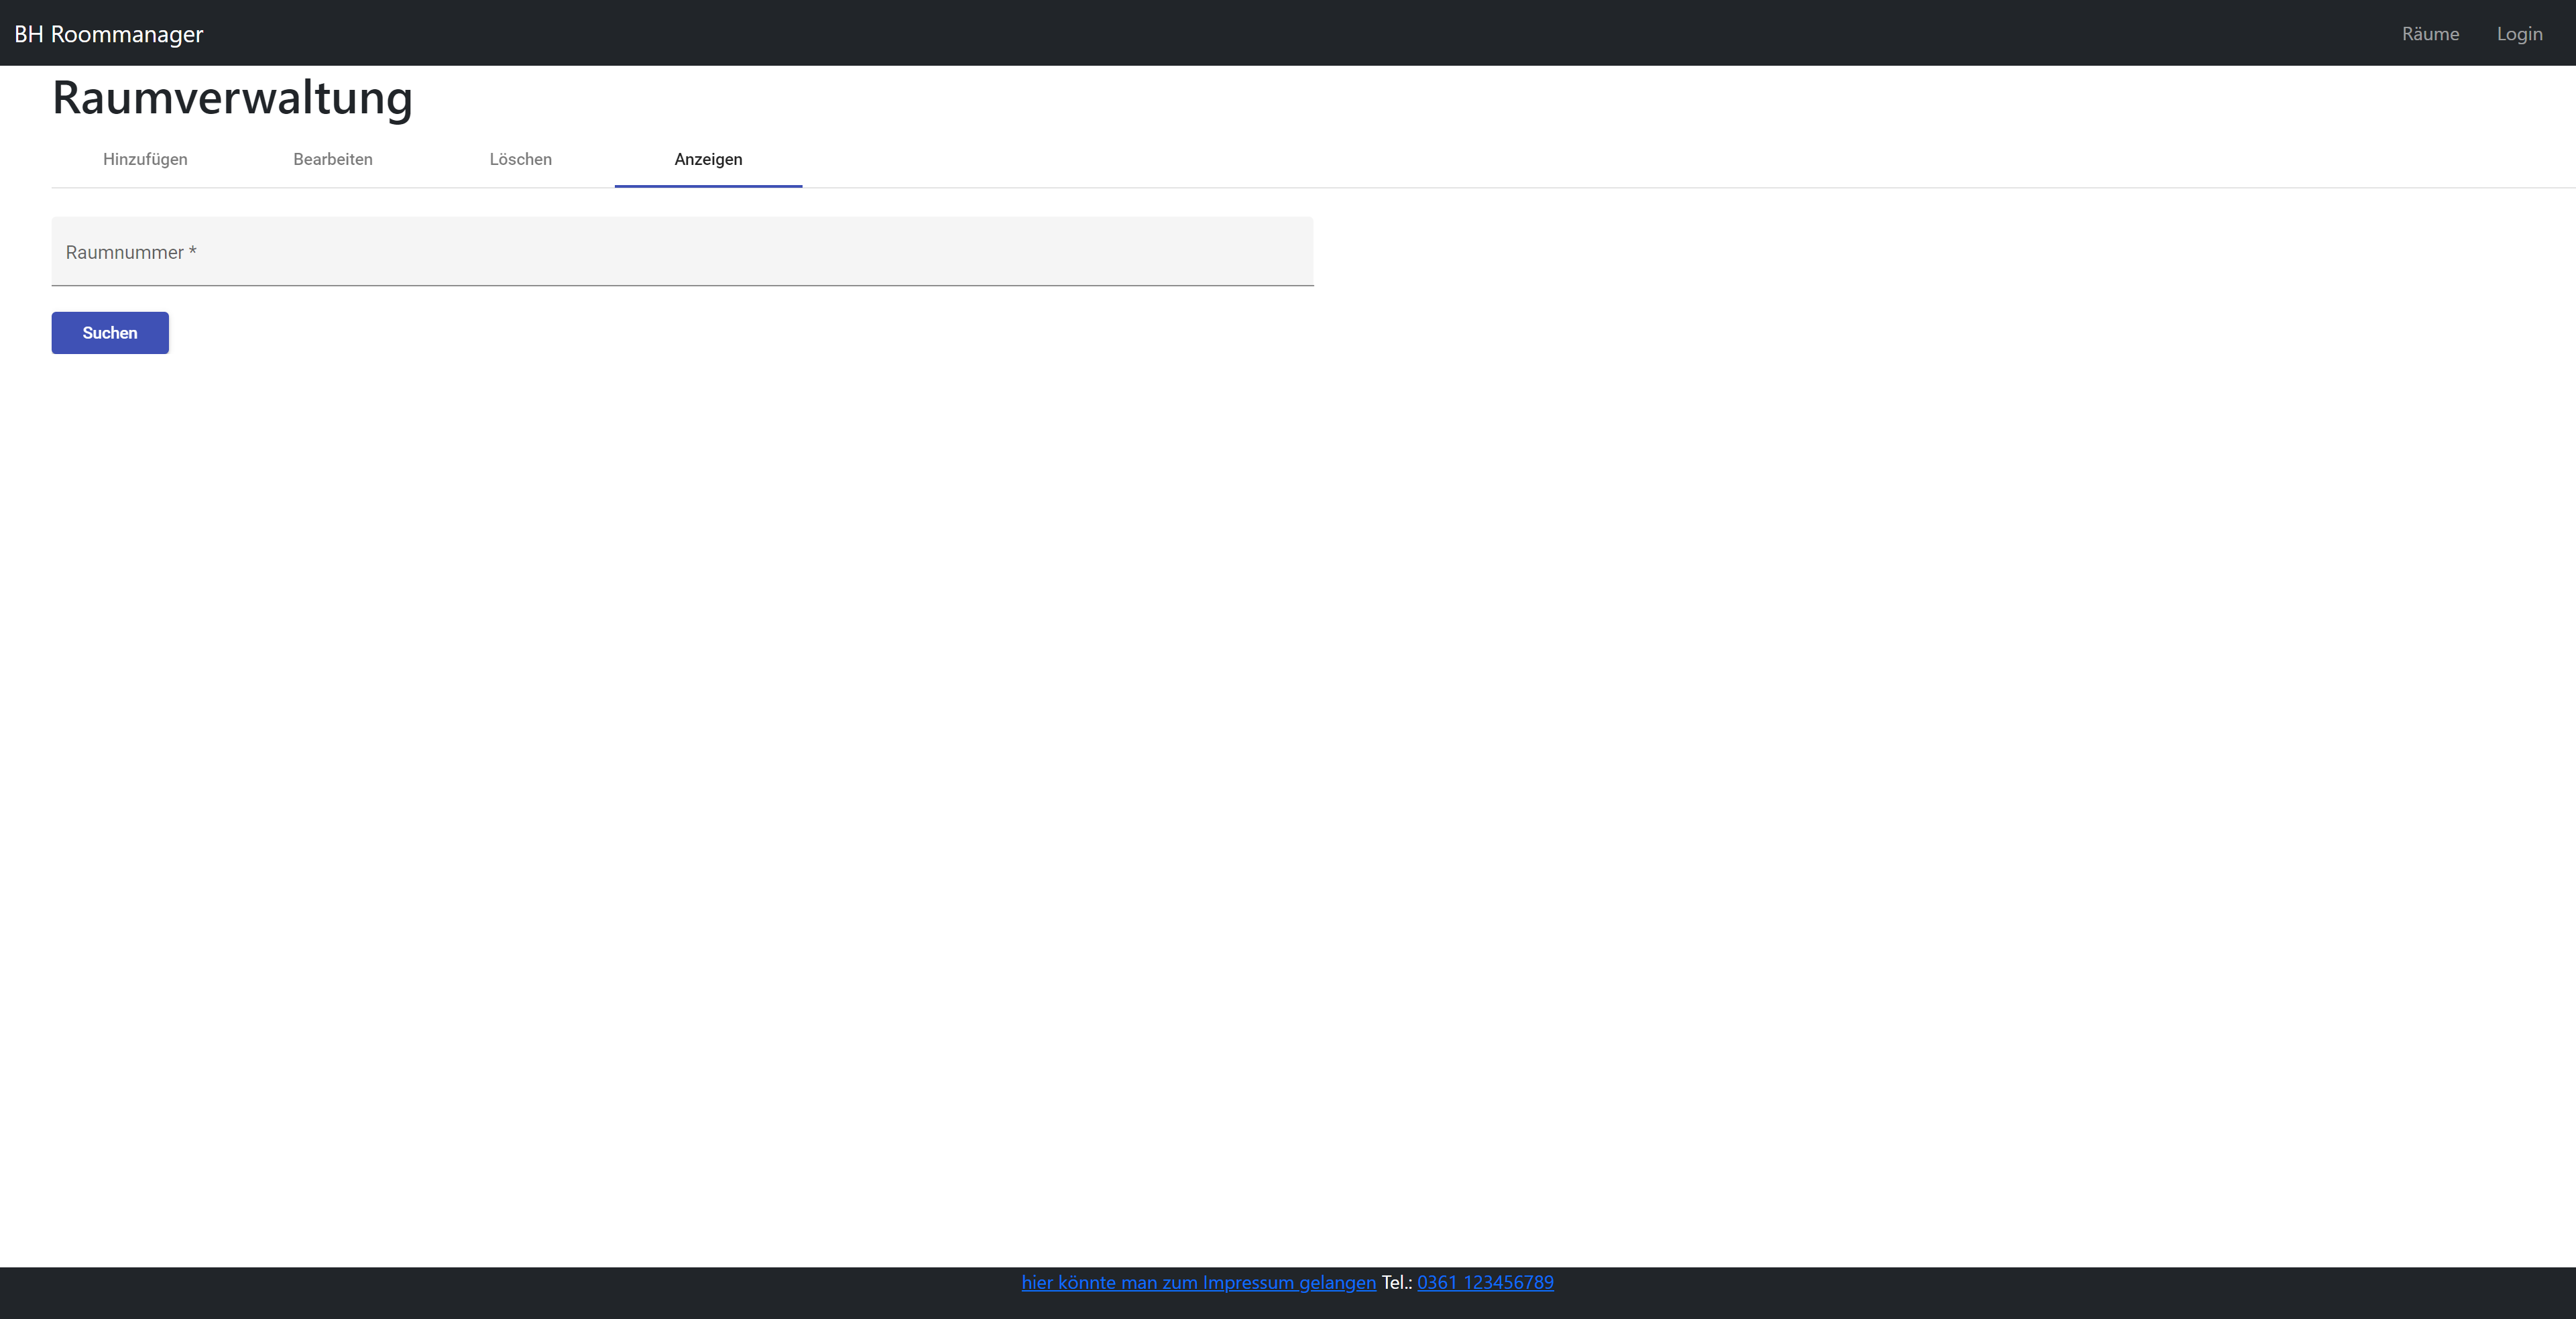 BH Roommanager Räume Login
Raumverwaltung
Hinzufügen Bearbeiten Löschen Anzeigen
Raumnummer *
Suchen
hier könnte man zum Impressum gelangen Tel.: 0361 123456789